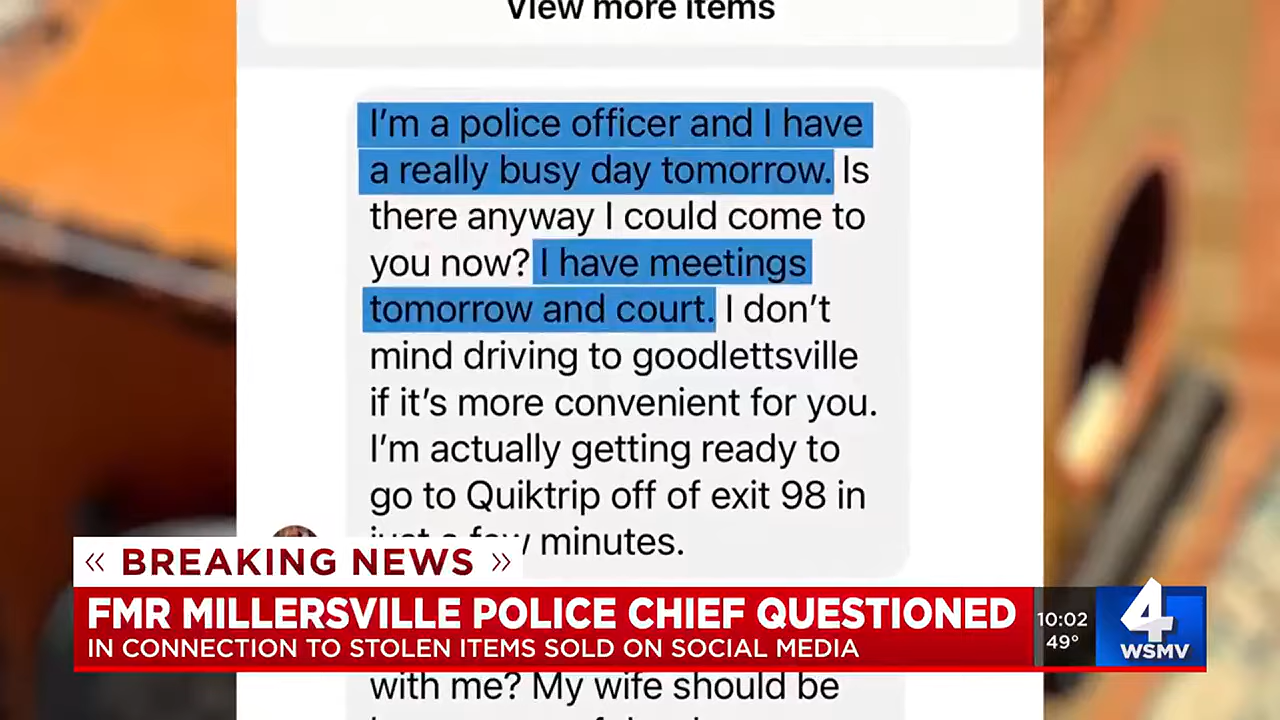 View more items
I'm a police officer and I have
a really busy day tomorrow. Is
there anyway I could come to
you now? I have meetings
tomorrow and court. I don't
mind driving to goodlettsville
if it's more convenient for you.
I'm actually getting ready to
go to Quiktrip off of exit 98 in
just a few minutes.
« BREAKING NEWS »
FMR MILLERSVILLE POLICE CHIEF QUESTIONED
IN CONNECTION TO STOLEN ITEMS SOLD ON SOCIAL MEDIA
10:02
49°
4
WSMV
with me? My wife should be